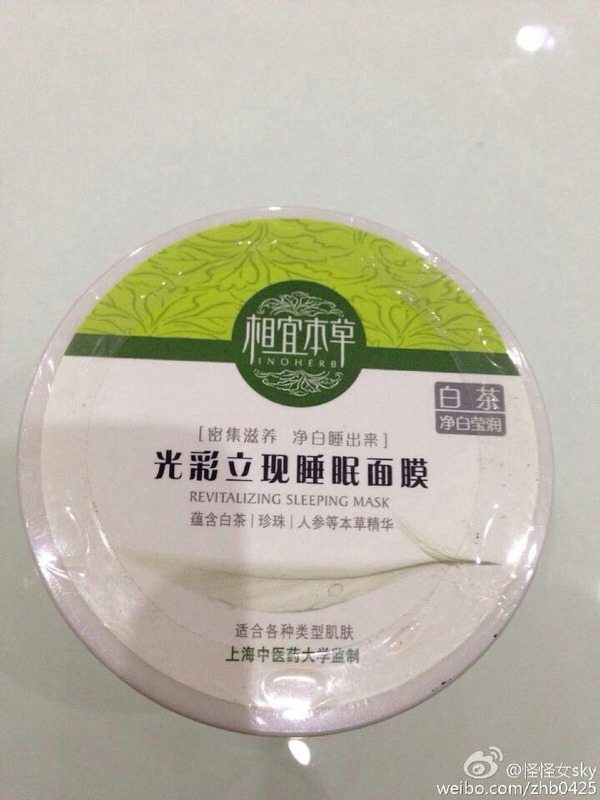 相宜本草
INOHERB
白茶
净白莹润
[密集滋养 净白睡出来]
光彩立现睡眠面膜
REVITALIZING SLEEPING MASK
蕴含白茶|珍珠|人参等本草精华
适合各种类型肌肤
上海中医药大学监制
@怪怪女sky
weibo.com/zhb0425